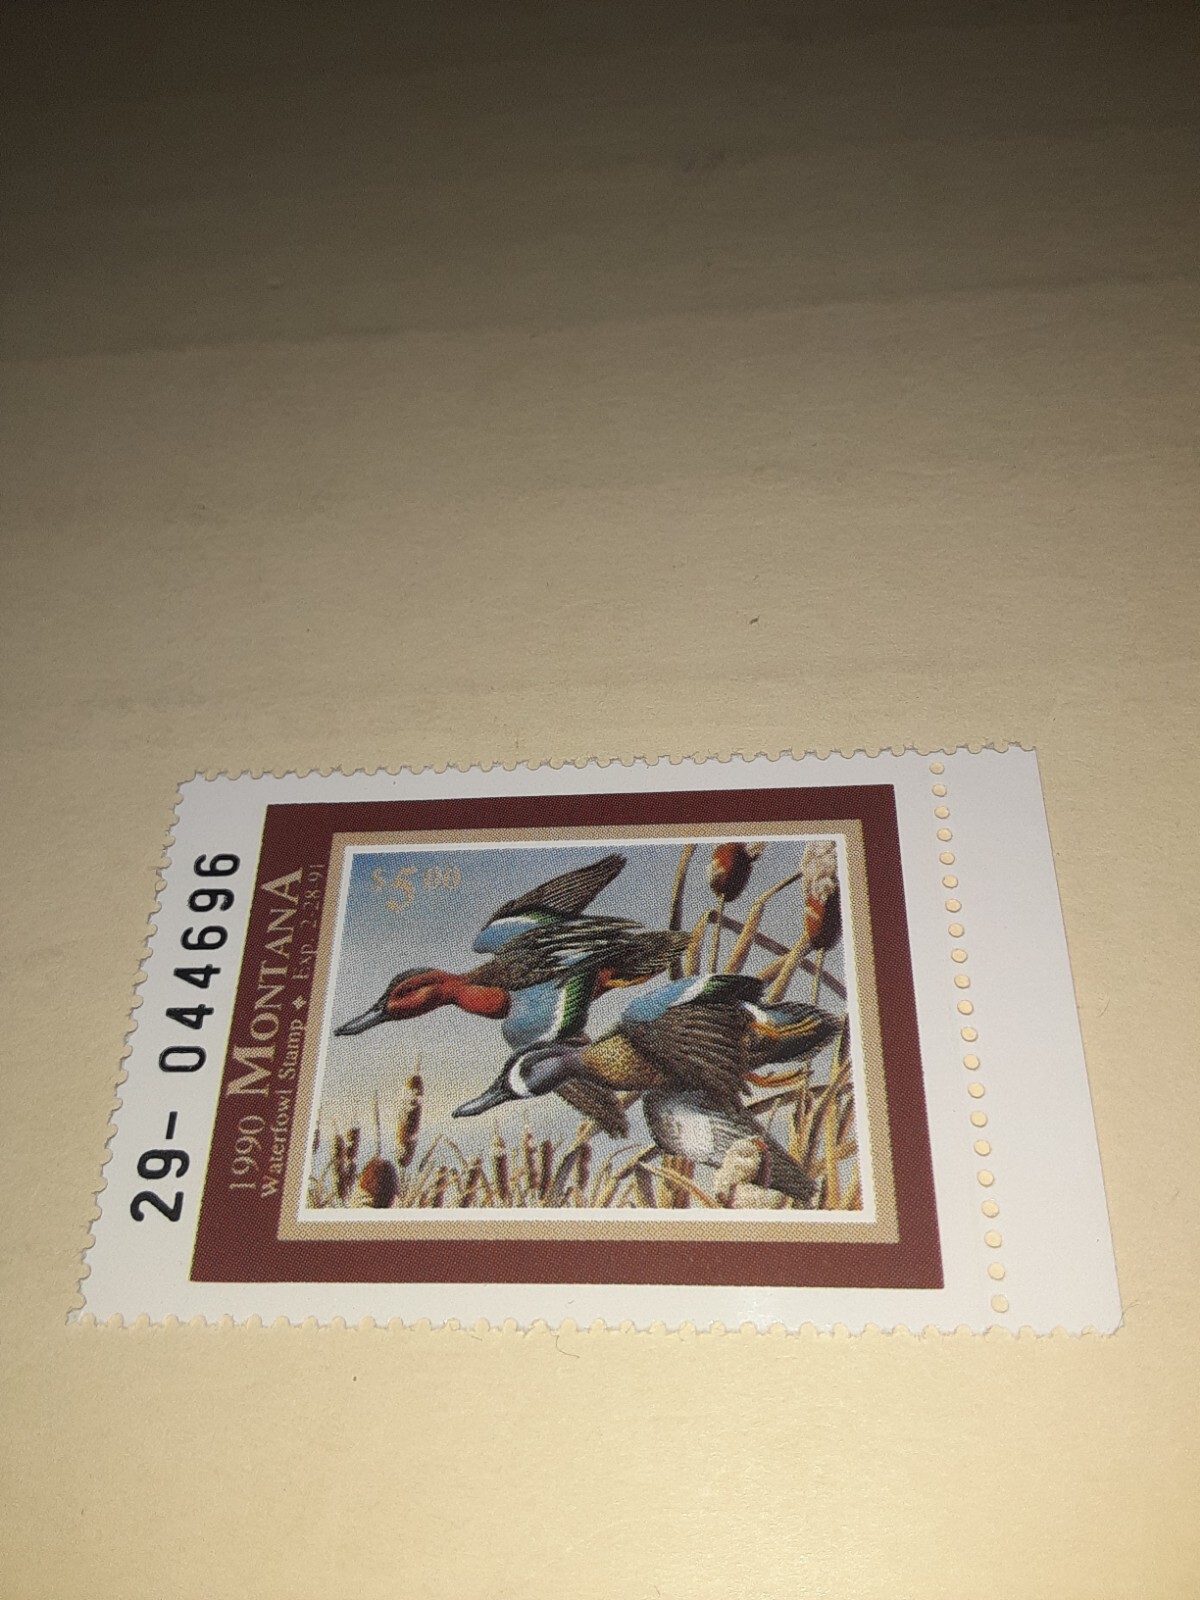 29- 044696
1990 MONTANA
Waterfowl Stamp ✦ Exp. 2-28-91
$5.00